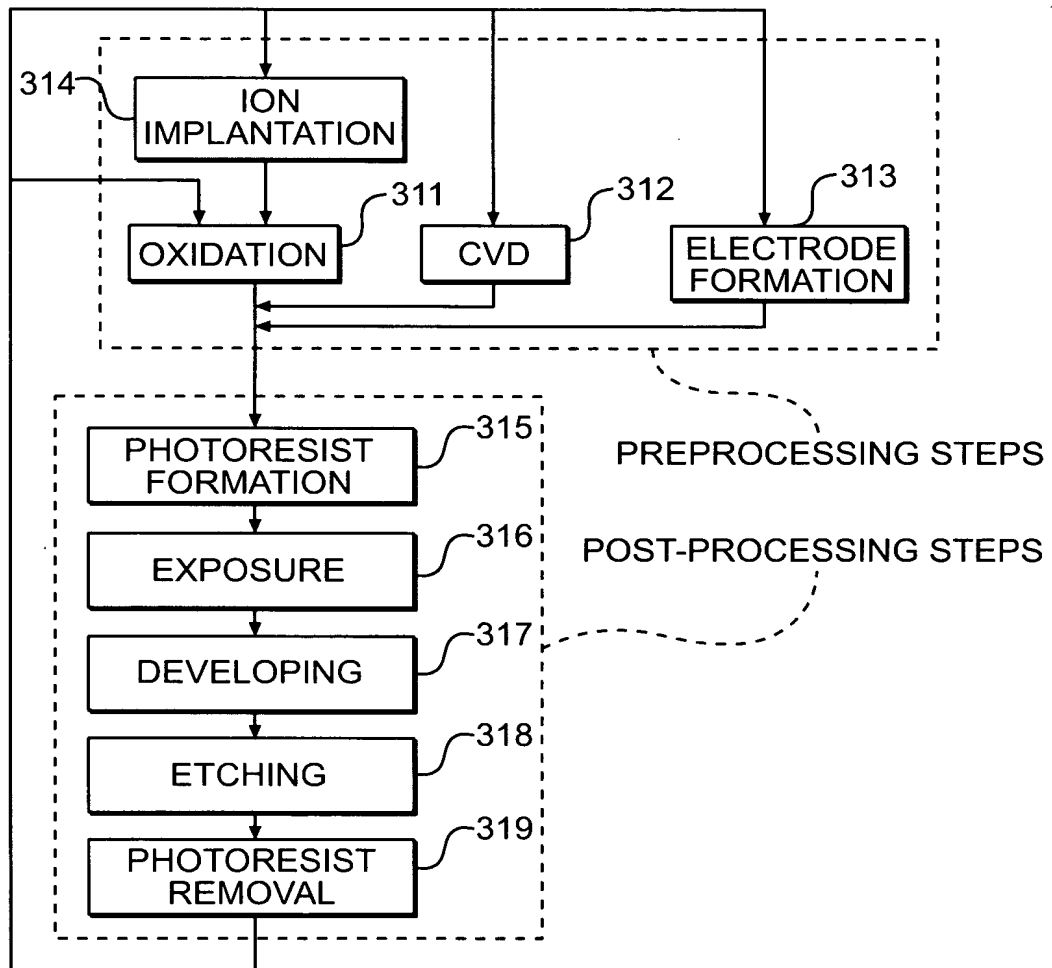 314
ION
IMPLANTATION
311
OXIDATION
312
CVD
313
ELECTRODE
FORMATION
315
PHOTORESIST
FORMATION
PREPROCESSING STEPS
316
EXPOSURE
POST-PROCESSING STEPS
317
DEVELOPING
318
ETCHING
319
PHOTORESIST
REMOVAL